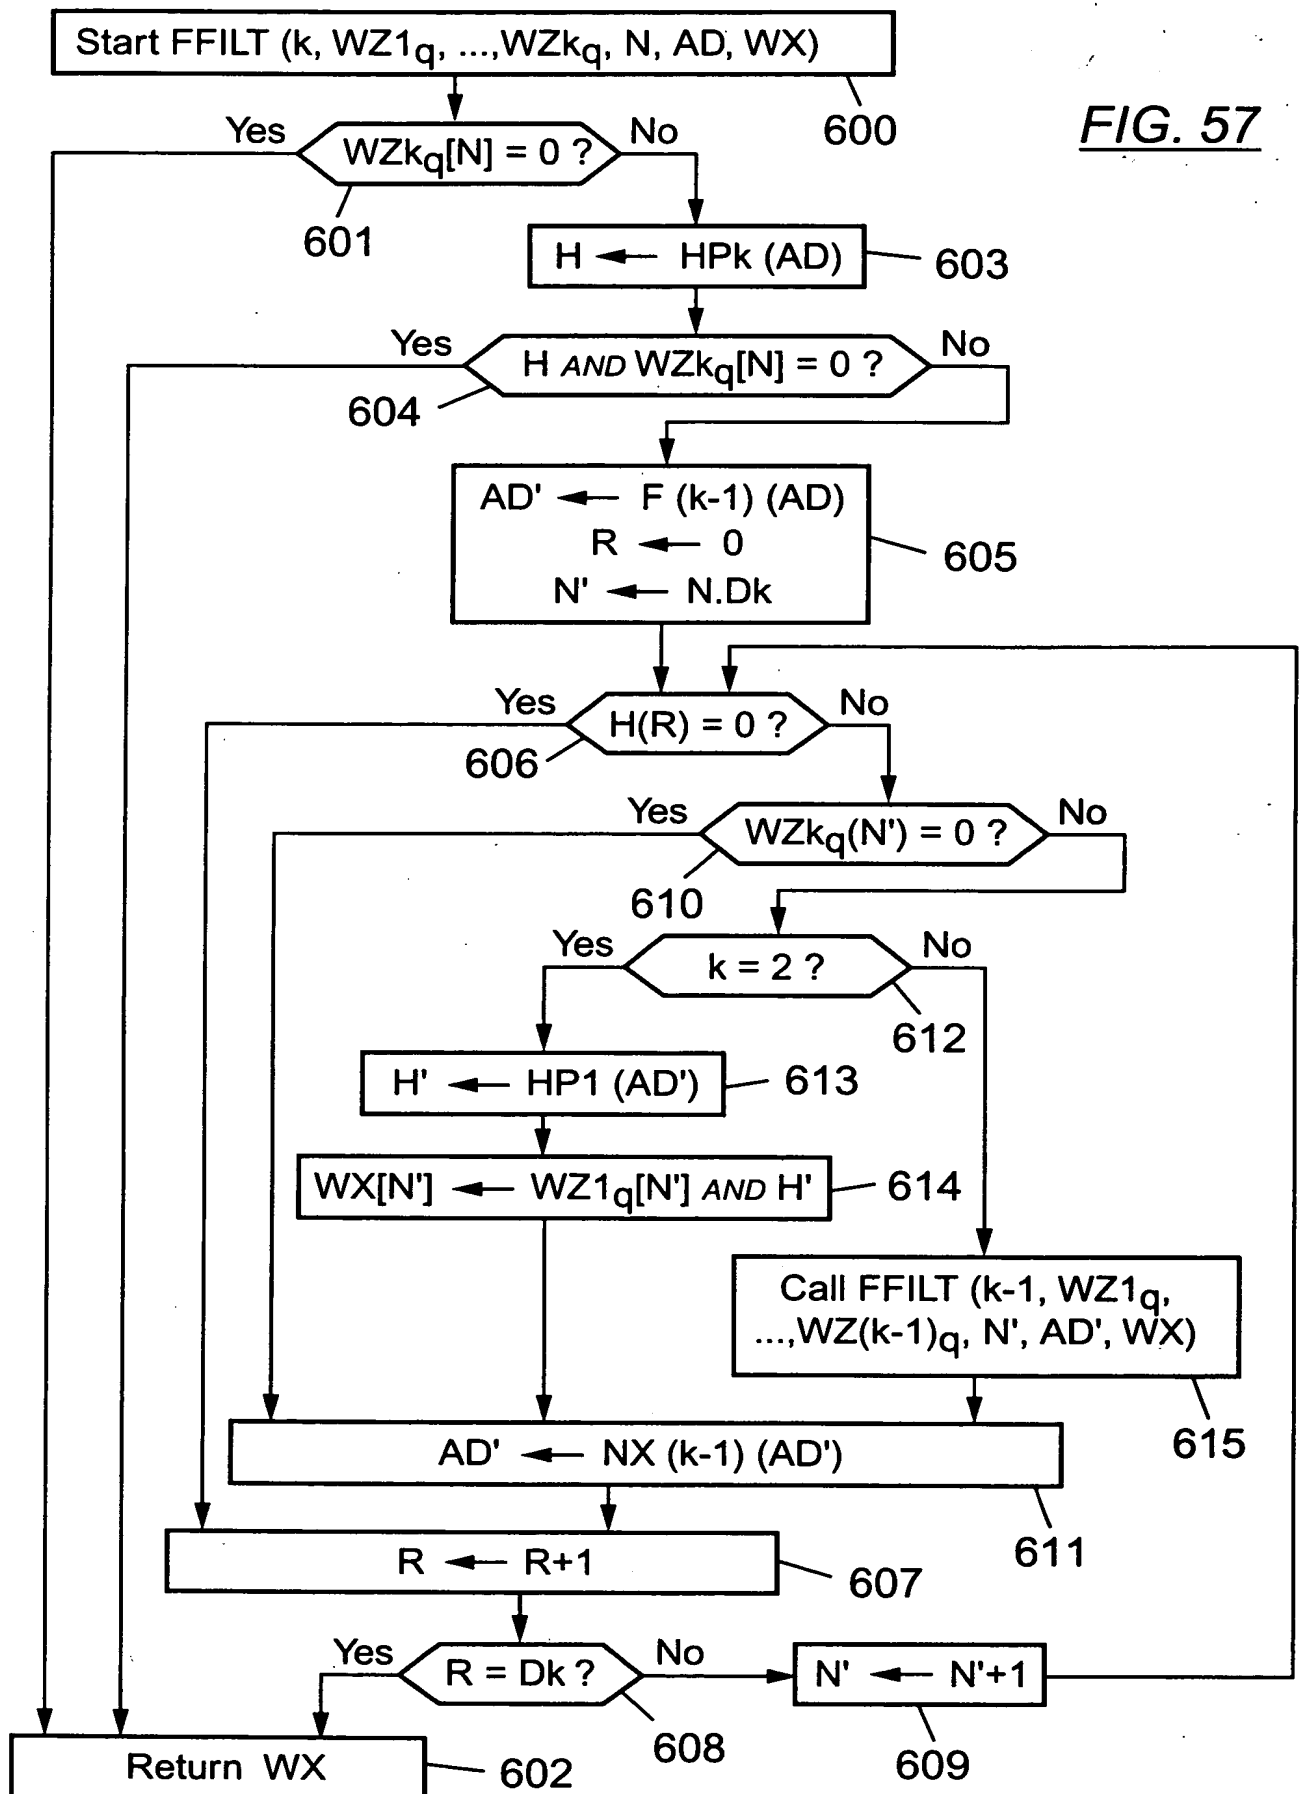 Start FFILT (k, WZ1q, ...,WZkq, N, AD, WX)
600
FIG. 57
Yes
WZkq[N] = 0 ?
No
601
H ← HPk (AD)
603
Yes
H AND WZkq[N] = 0 ?
No
604
AD' ← F (k-1) (AD)
R ← 0
N' ← N.Dk
605
Yes
H(R) = 0 ?
No
606
Yes
WZkq(N') = 0 ?
No
610
Yes
k = 2 ?
No
612
H' ← HP1 (AD')
613
WX[N'] ← WZ1q[N'] AND H'
614
Call FFILT (k-1, WZ1q,
...,WZ(k-1)q, N', AD', WX)
615
AD' ← NX (k-1) (AD')
611
R ← R+1
607
Yes
R = Dk ?
No
608
N' ← N'+1
609
Return WX
602